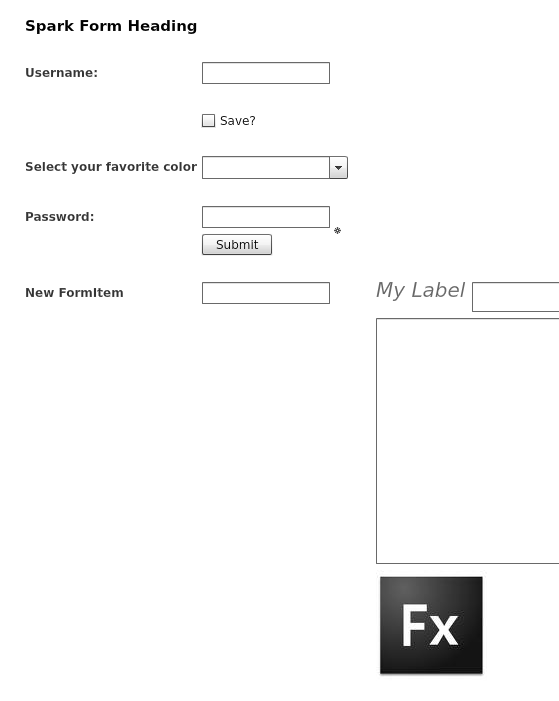 Spark Form Heading
Username:
Save?
Select your favorite color
Password:
*
Submit
New FormItem
My Label
Fx